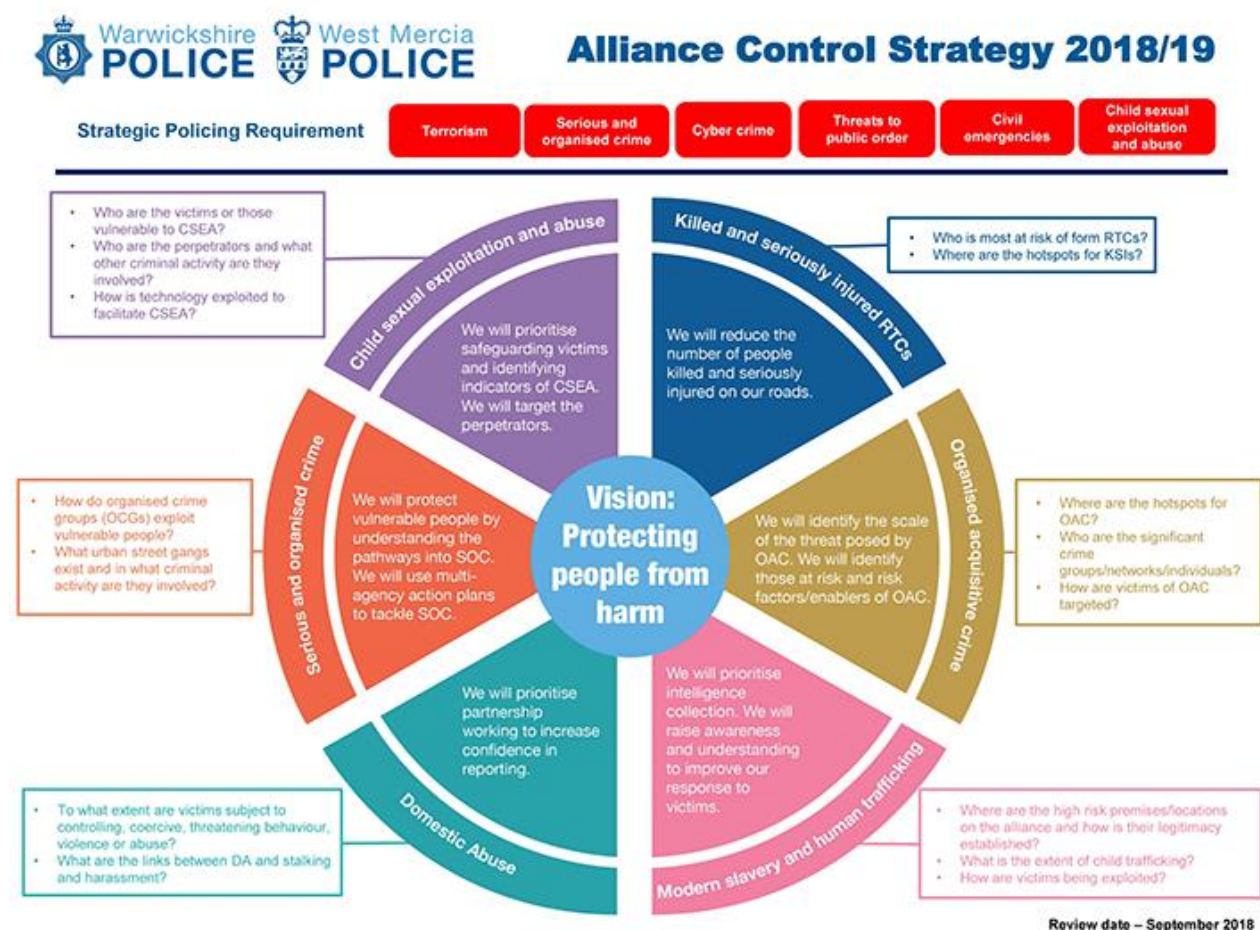 Warwickshire
POLICE
West Mercia
POLICE
Alliance Control Strategy 2018/19
Strategic Policing Requirement
Terrorism
Serious and
organised crime
Cyber crime
Threats to
public order
Civil
emergencies
Child sexual
exploitation
and abuse
• Who are the victims or those
vulnerable to CSEA?
• Who are the perpetrators and what
other criminal activity are they
involved?
• How is technology exploited to
facilitate CSEA?
Child sexual exploitation and abuse
We will prioritise
safeguarding victims
and identifying
indicators of CSEA.
We will target the
perpetrators.
Killed and seriously injured RTCs
We will reduce the
number of people
killed and seriously
injured on our roads.
• Who is most at risk of form RTCs?
• Where are the hotspots for KSIs?
Serious and organised crime
We will protect
vulnerable people by
understanding the
pathways into SOC.
We will use multi-
agency action plans
to tackle SOC.
• How do organised crime
groups (OCGs) exploit
vulnerable people?
• What urban street gangs
exist and in what criminal
activity are they involved?
Vision:
Protecting
people from
harm
Organised acquisitive crime
We will identify the scale
of the threat posed by
OAC. We will identify
those at risk and risk
factors/enablers of OAC.
• Where are the hotspots for
OAC?
• Who are the significant
crime
groups/networks/individuals?
• How are victims of OAC
targeted?
Domestic Abuse
We will prioritise
partnership
working to increase
confidence in
reporting.
• To what extent are victims subject to
controlling, coercive, threatening behaviour,
violence or abuse?
• What are the links between DA and stalking
and harassment?
Modern slavery and human trafficking
We will prioritise
intelligence
collection. We will
raise awareness
and understanding
to improve our
response to
victims.
• Where are the high risk premises/locations
on the alliance and how is their legitimacy
established?
• What is the extent of child trafficking?
• How are victims being exploited?
Review date – September 2018